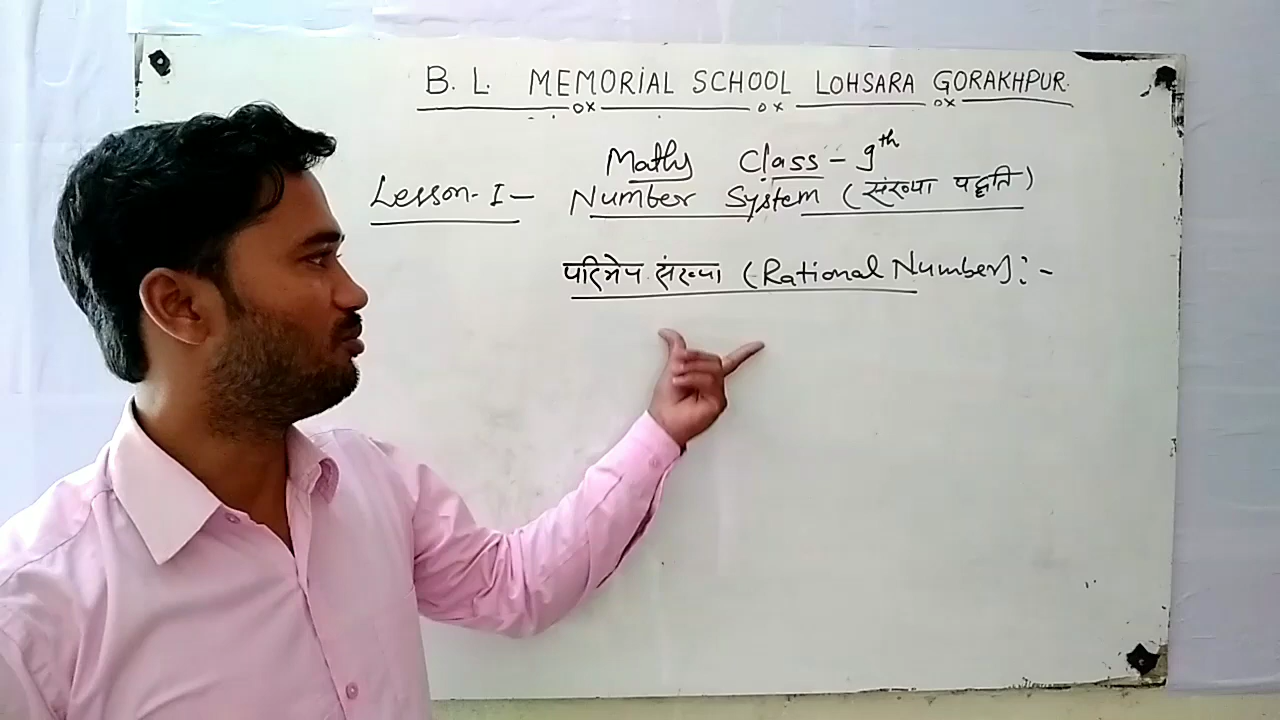 B. L. MEMORIAL SCHOOL LOHSARA GORAKHPUR.
Maths Class - 9th
Lesson - I - Number System (संख्या पद्धति)
परिमेय संख्या (Rational Number) : -